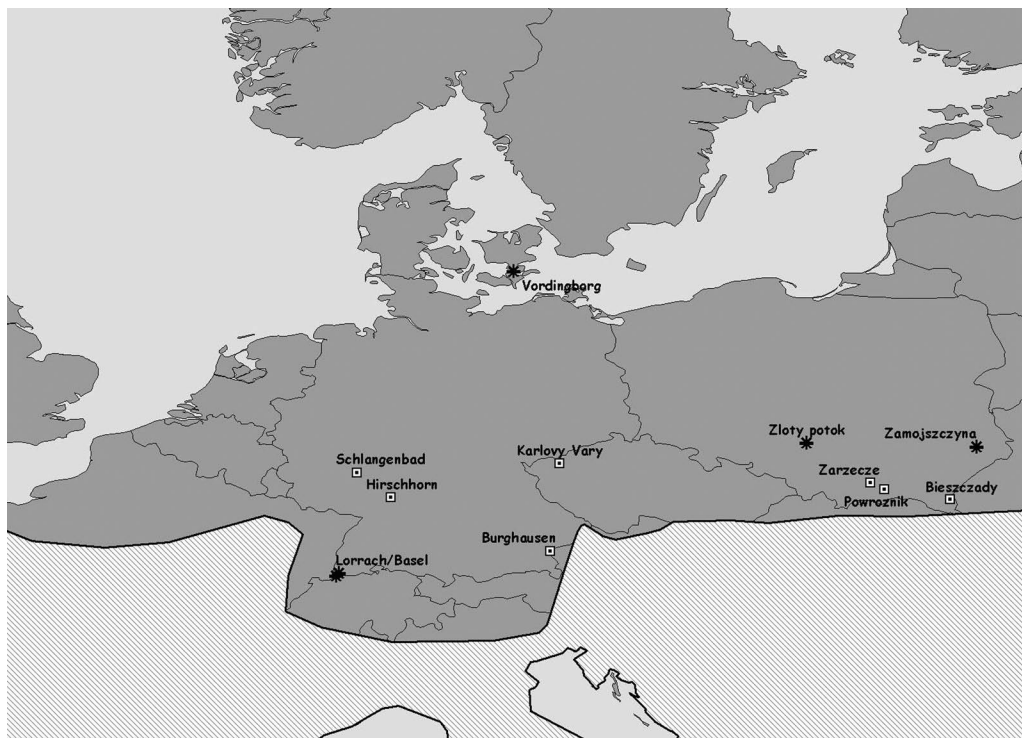 Vordingborg
Zloty potok
Zamojszczyna
Karlovy Vary
Schlangenbad
Zarzecze
Hirschhorn
Bieszczady
Powroznik
Burghausen
Lorrach/Basel